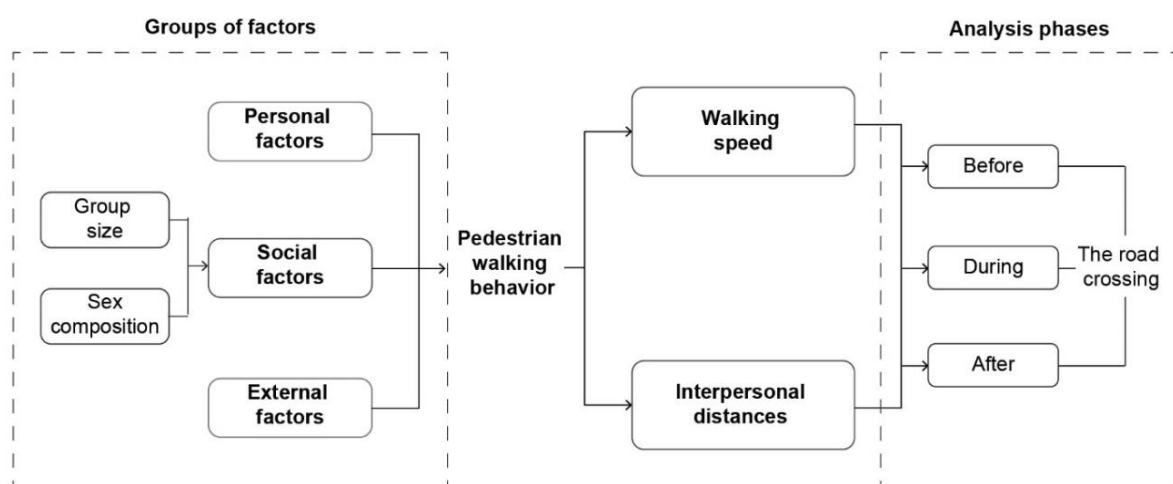 Groups of factors
Analysis phases
Personal
factors
Group
size
Social
factors
Sex
composition
External
factors
Pedestrian
walking
behavior
Walking
speed
Interpersonal
distances
Before
During
After
The road
crossing